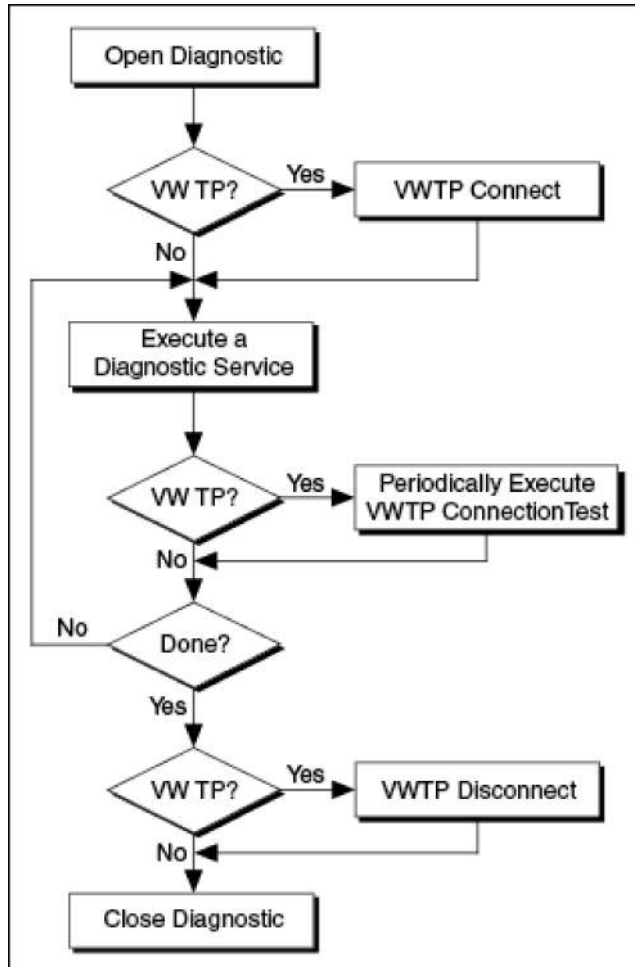 Open Diagnostic
VW TP?
Yes
VWTP Connect
No
Execute a
Diagnostic Service
VW TP?
Yes
Periodically Execute
VWTP ConnectionTest
No
No
Done?
Yes
VW TP?
Yes
VWTP Disconnect
No
Close Diagnostic